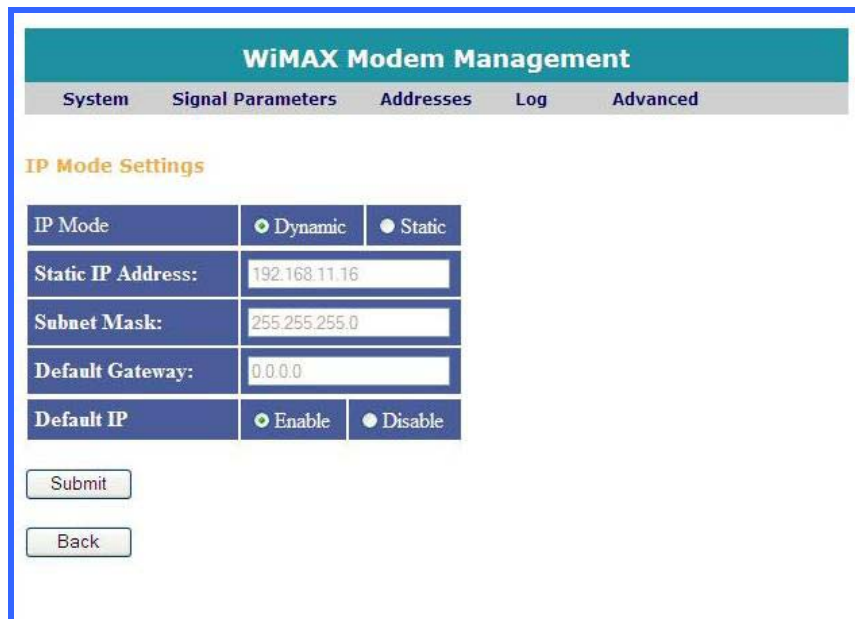 WiMAX Modem Management
System Signal Parameters Addresses Log Advanced
IP Mode Settings
IP Mode Dynamic Static
Static IP Address: 192.168.11.16
Subnet Mask: 255.255.255.0
Default Gateway: 0.0.0.0
Default IP Enable Disable
Submit
Back